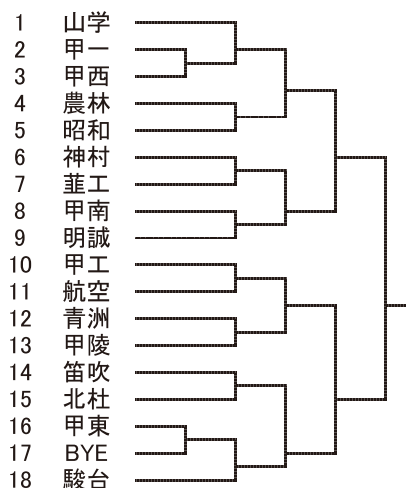 1 山学
2 甲一
3 甲西
4 農林
5 昭和
6 神村
7 韮工
8 甲南
9 明誠
10 甲工
11 航空
12 青洲
13 甲陵
14 笛吹
15 北杜
16 甲東
17 BYE
18 駿台